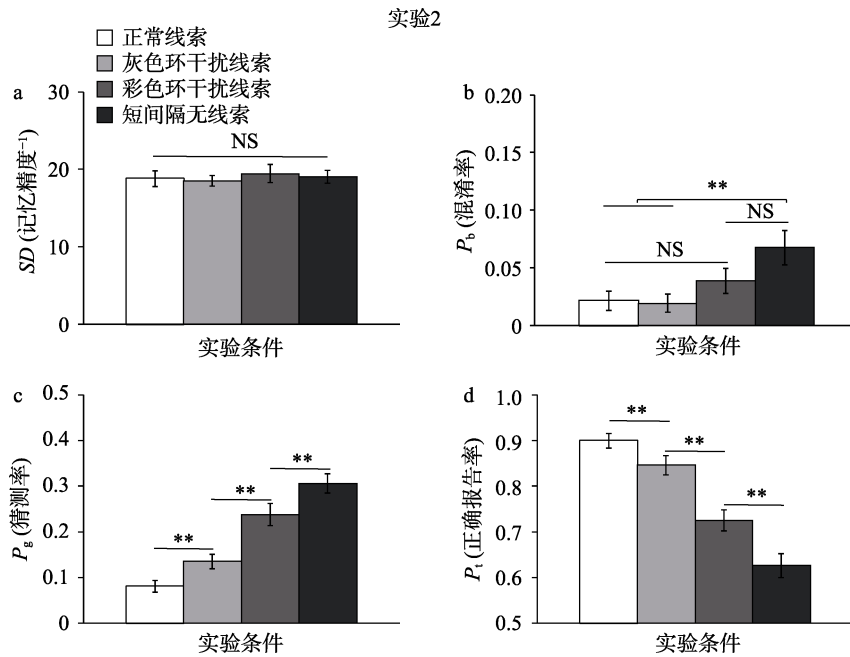 实验2
正常线索
灰色环干扰线索
彩色环干扰线索
短间隔无线索
a
30
20
10
0
SD (记忆精度⁻¹)
NS
实验条件
b
0.20
0.15
0.10
0.05
0
Pb (混淆率)
**
NS
NS
实验条件
c
0.5
0.4
0.3
0.2
0.1
0
Pg (猜测率)
**
**
**
实验条件
d
1.0
0.9
0.8
0.7
0.6
0.5
Pt (正确报告率)
**
**
**
实验条件